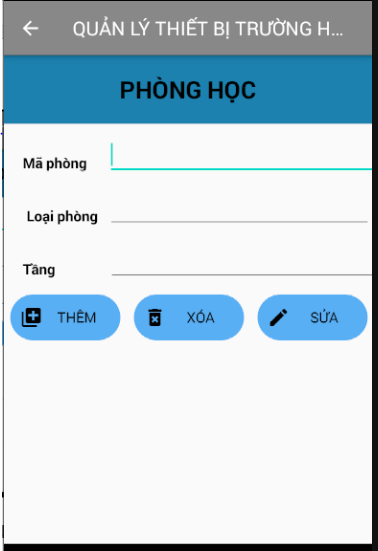 QUẢN LÝ THIẾT BỊ TRƯỜNG H...
PHÒNG HỌC
Mã phòng
Loại phòng
Tầng
THÊM XÓA SỬA